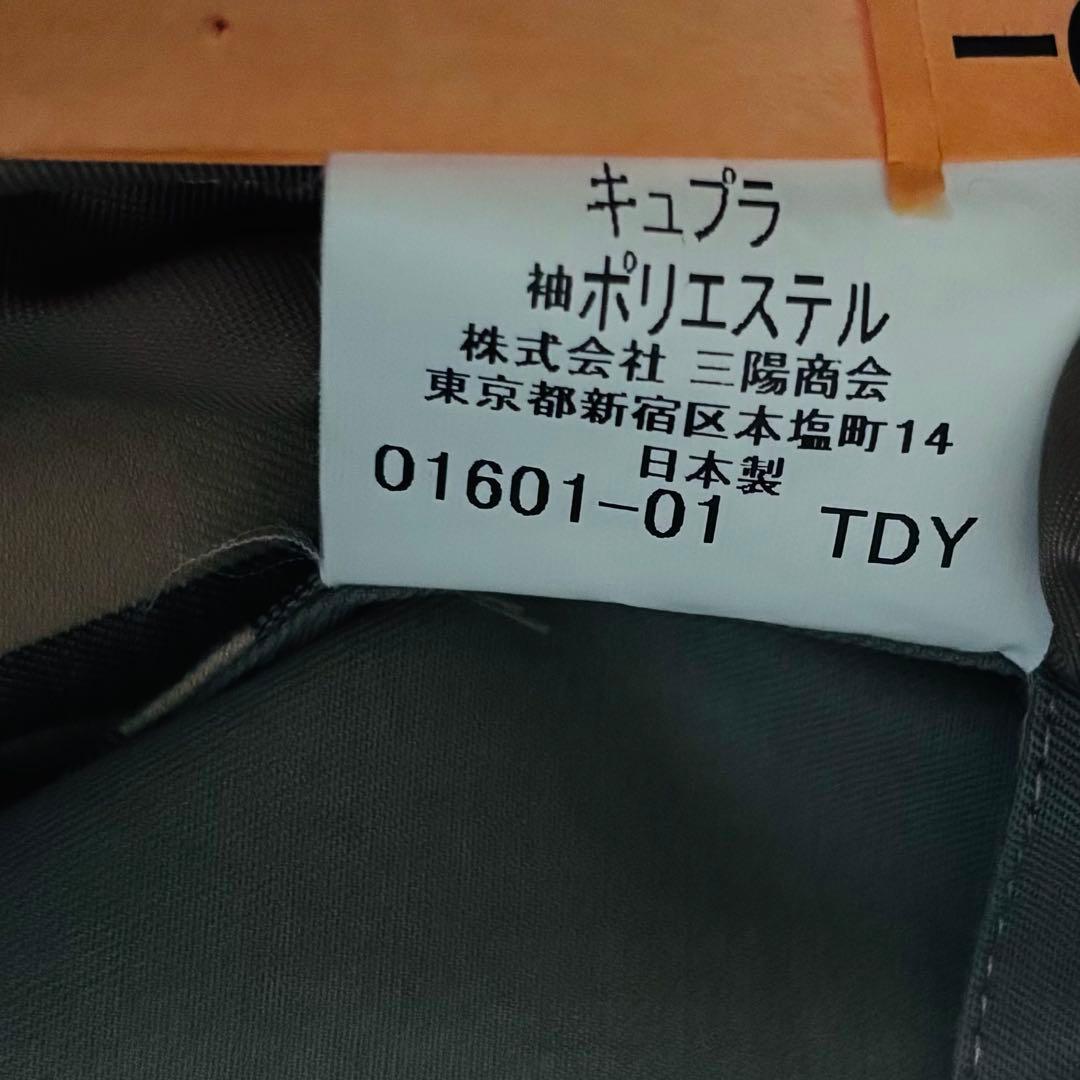 キュプラ
袖ポリエステル
株式会社 三陽商会
東京都新宿区本塩町14
日本製
01601-01 TDY